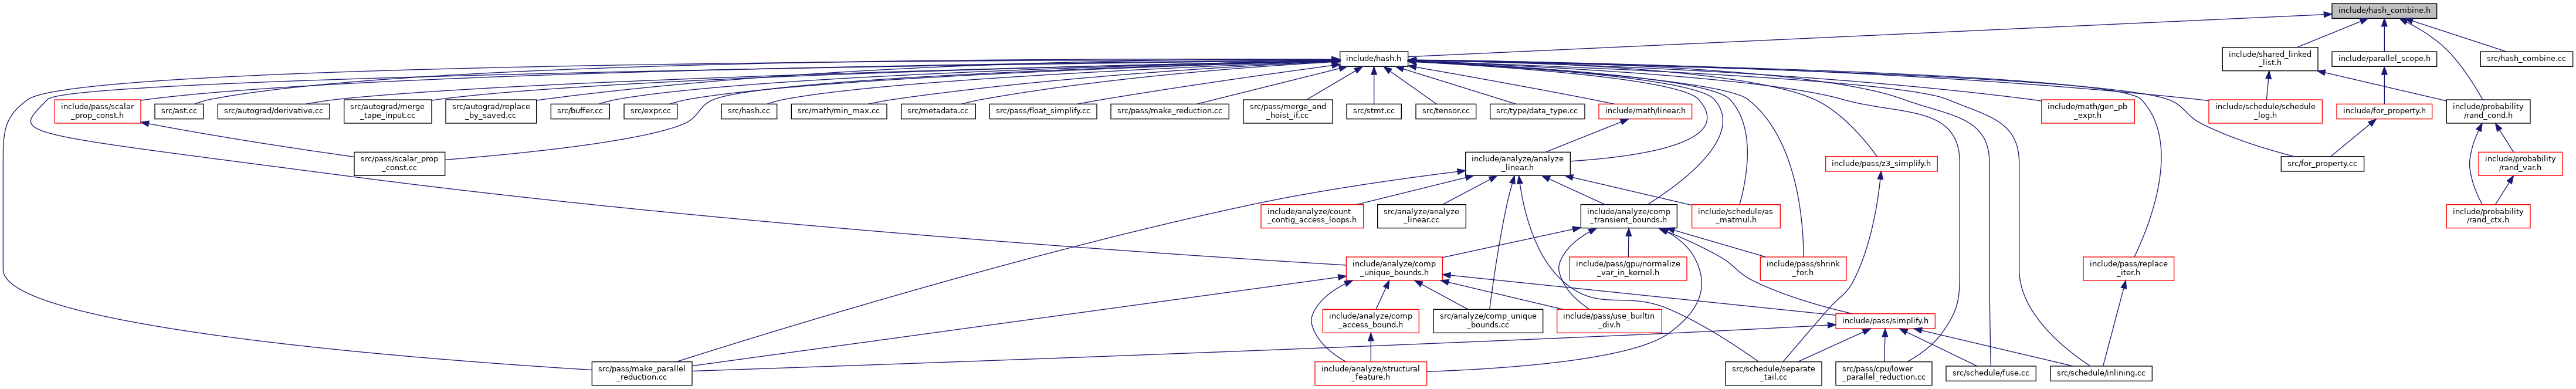 include/hash_combine.h
include/hash.h
include/shared_linked
_list.h
include/parallel_scope.h
src/hash_combine.cc
include/pass/scalar
_prop_const.h
src/ast.cc
src/autograd/derivative.cc
src/autograd/merge
_tape_input.cc
src/autograd/replace
_by_saved.cc
src/buffer.cc
src/expr.cc
src/hash.cc
src/math/min_max.cc
src/metadata.cc
src/pass/float_simplify.cc
src/pass/make_reduction.cc
src/pass/merge_and
_hoist_if.cc
src/stmt.cc
src/tensor.cc
src/type/data_type.cc
include/math/linear.h
include/math/gen_pb
_expr.h
include/schedule/schedule
_log.h
include/for_property.h
include/probability
/rand_cond.h
src/pass/scalar_prop
_const.cc
include/analyze/analyze
_linear.h
include/pass/z3_simplify.h
src/for_property.cc
include/probability
/rand_var.h
include/analyze/count
_contig_access_loops.h
src/analyze/analyze
_linear.cc
include/analyze/comp
_transient_bounds.h
include/schedule/as
_matmul.h
include/probability
/rand_ctx.h
include/analyze/comp
_unique_bounds.h
include/pass/gpu/normalize
_var_in_kernel.h
include/pass/shrink
_for.h
include/pass/replace
_iter.h
include/analyze/comp
_access_bound.h
src/analyze/comp_unique
_bounds.cc
include/pass/use_builtin
_div.h
include/pass/simplify.h
src/pass/make_parallel
_reduction.cc
include/analyze/structural
_feature.h
src/schedule/separate
_tail.cc
src/pass/cpu/lower
_parallel_reduction.cc
src/schedule/fuse.cc
src/schedule/inlining.cc